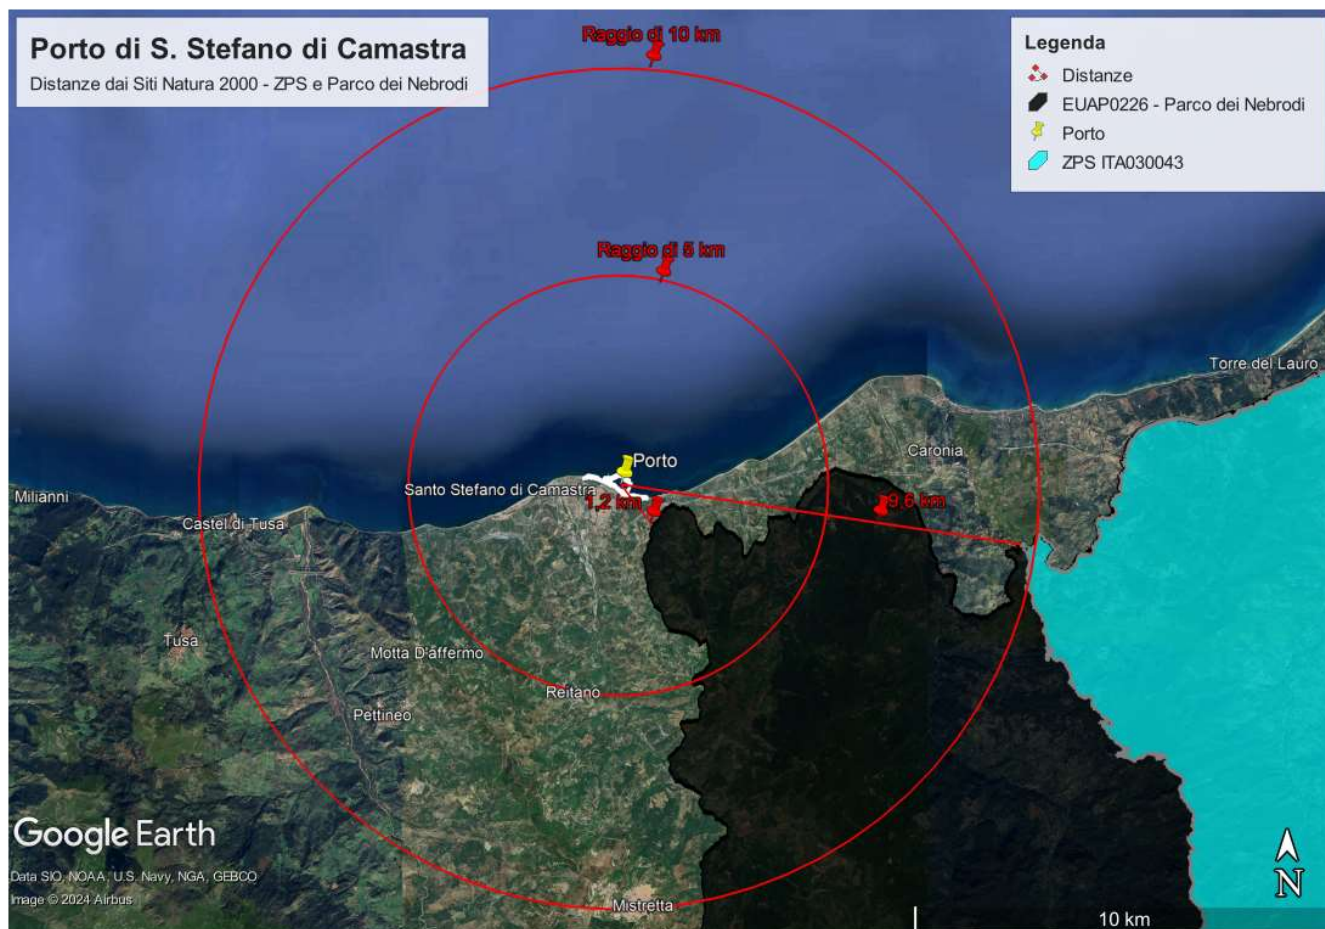 Porto di S. Stefano di Camastra
Distanze dai Siti Natura 2000 - ZPS e Parco dei Nebrodi
Raggio di 10 km
Legenda
Distanze
EUAP0226 - Parco dei Nebrodi
Porto
ZPS ITA030043
Raggio di 5 km
Torre del Lauro
Caronia
Porto
Santo Stefano di Camastra
Milianni
1,2 km
9,6 km
Castel di Tusa
Tusa
Motta D'affermo
Reitano
Pettineo
Google Earth
Data SIO, NOAA, U.S. Navy, NGA, GEBCO
Image © 2024 Airbus
Mistretta
N
10 km